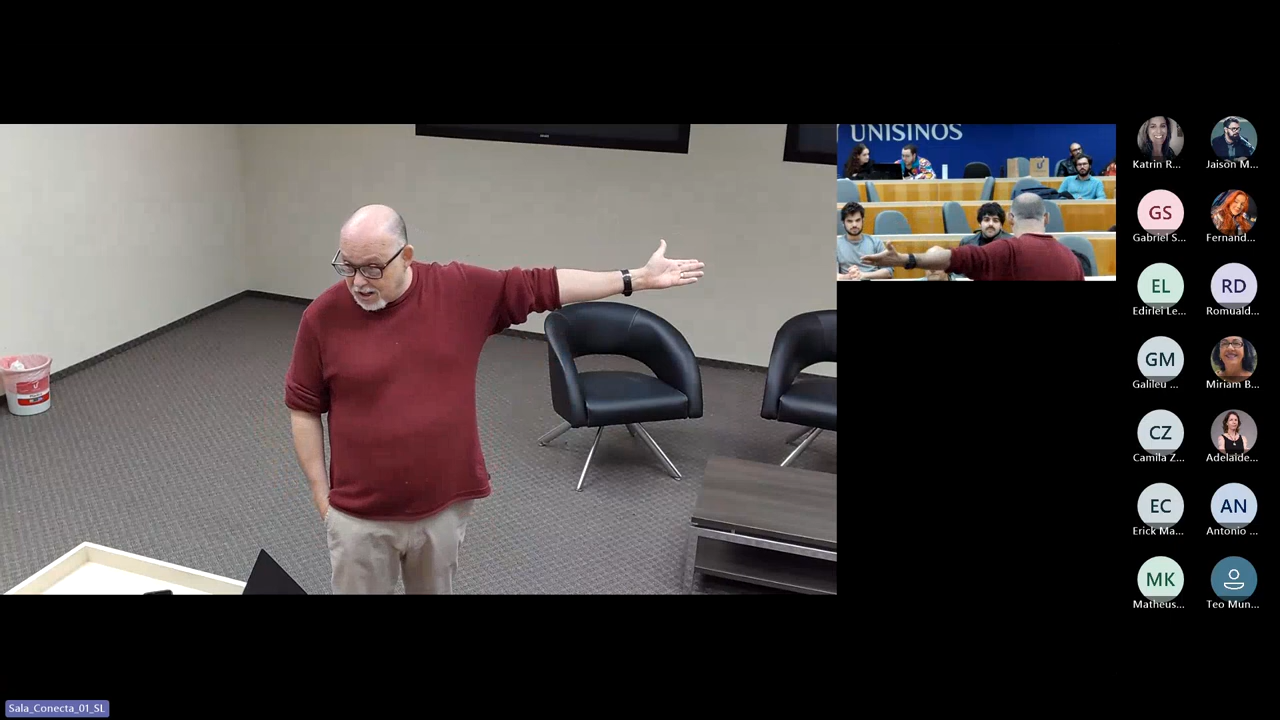 UNISINOS
Katrin R...
Jaison M...
GS
Gabriel S...
Fernand...
EL
RD
Edirlei Le...
Romuald...
GM
Galileu ...
Miriam B...
CZ
Camila Z...
Adelaide...
EC
AN
Erick Ma...
Antonio ...
MK
Matheus...
Teo Mun...
Sala_Conecta_01_SL